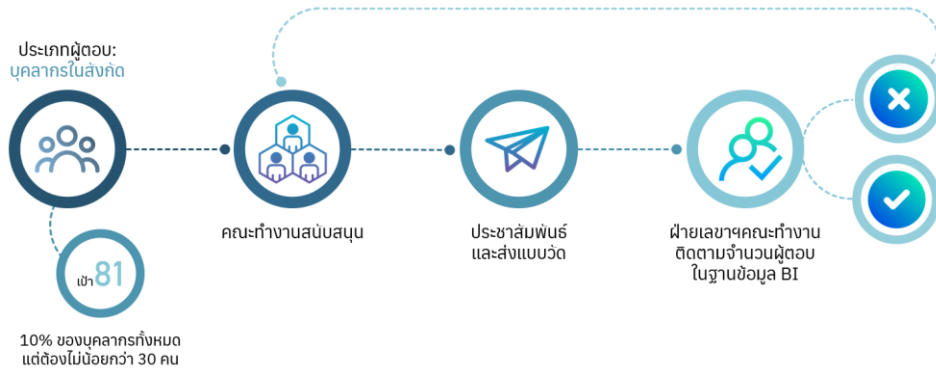 ประเภทผู้ตอบ:
บุคลากรในสังกัด
คณะทำงานสนับสนุน
ประชาสัมพันธ์
และส่งแบบวัด
ฝ่ายเลขาฯคณะทำงาน
ติดตามจำนวนผู้ตอบ
ในฐานข้อมูล BI
เป้า 81
10% ของบุคลากรทั้งหมด
แต่ต้องไม่น้อยกว่า 30 คน